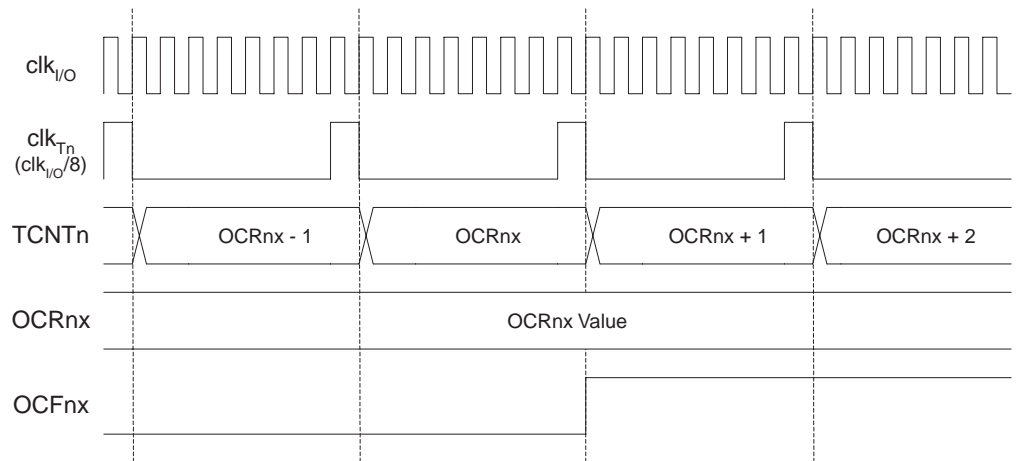 clkI/O
clkTn
(clkI/O/8)
TCNTn
OCRnx - 1
OCRnx
OCRnx + 1
OCRnx + 2
OCRnx
OCRnx Value
OCFnx